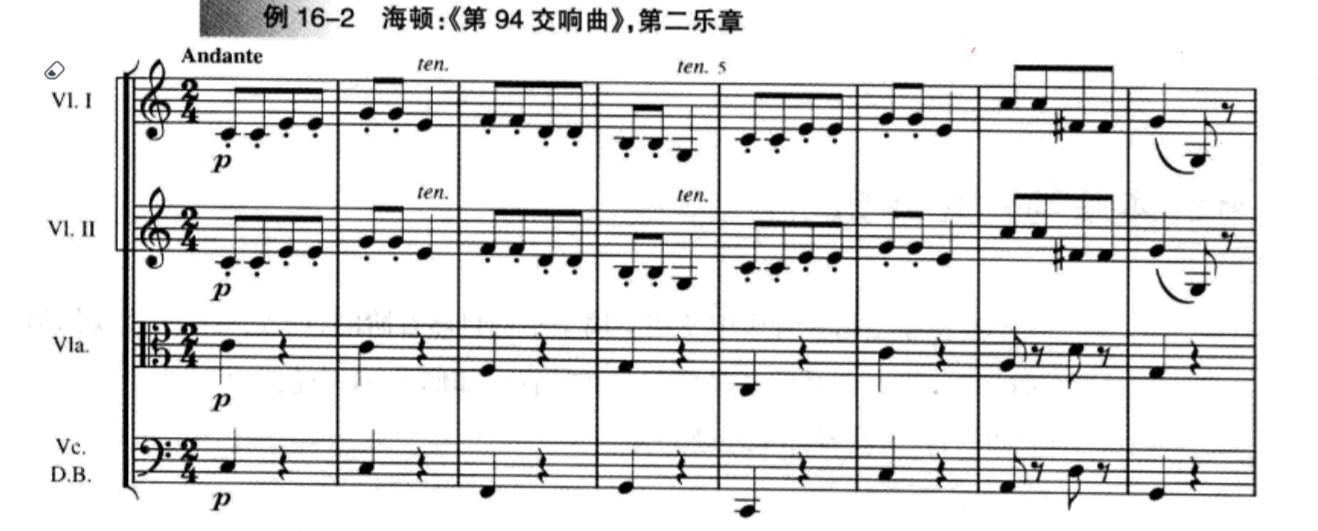 例 16-2 海顿:《第 94 交响曲》,第二乐章
Andante
ten.
ten. 5
Vl. I
p
ten.
ten.
Vl. II
p
Vla.
p
Vc.
D.B.
p